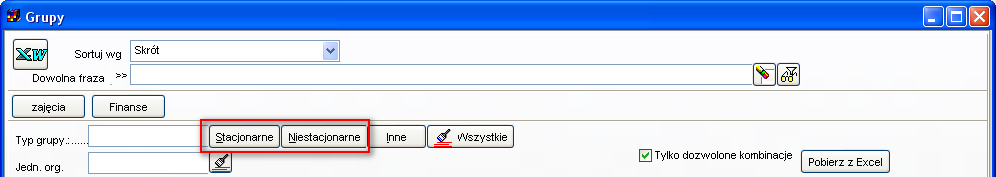 Grupy
XW Sortuj wg Skrót
Dowolna fraza >>
zajęcia Finanse
Typ grupy.:...... Stacjonarne Niestacjonarne Inne Wszystkie
Jedn. org. Tylko dozwolone kombinacje Pobierz z Excel